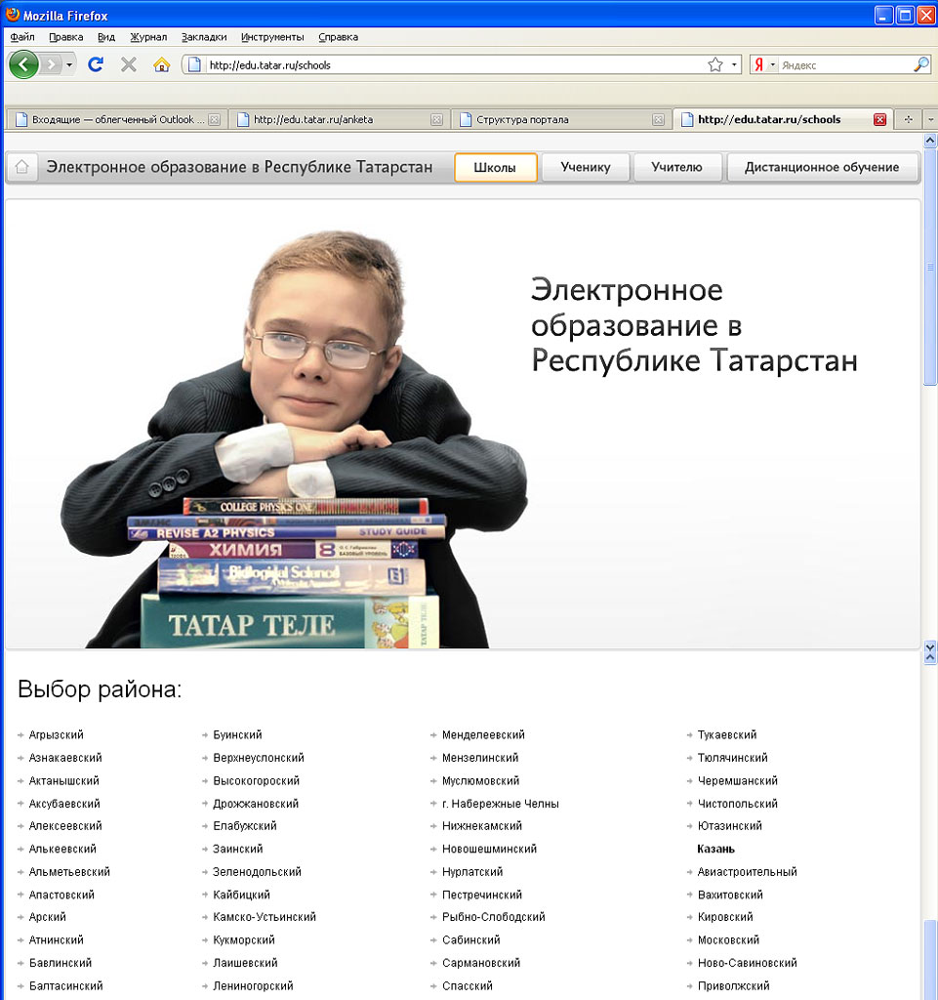 Mozilla Firefox
Файл Правка Вид Журнал Закладки Инструменты Справка
http://edu.tatar.ru/schools
Я Яндекс
Входящие — облегченный Outlook ...
http://edu.tatar.ru/anketa
Структура портала
http://edu.tatar.ru/schools
Электронное образование в Республике Татарстан
Школы
Ученику
Учителю
Дистанционное обучение
Электронное
образование в
Республике Татарстан
COLLEGE PHYSICS ONE
REVISE A2 PHYSICS STUDY GUIDE
ХИМИЯ 8 О.С. Габриелян
БАЗОВЫЙ УРОВЕНЬ
Biological Science
ТАТАР ТЕЛЕ
ТАТАР ТЕЛЕ
Выбор района:
Агрызский
Азнакаевский
Актанышский
Аксубаевский
Алексеевский
Алькеевский
Альметьевский
Апастовский
Арский
Атнинский
Бавлинский
Балтасинский
Буинский
Верхнеуслонский
Высокогороский
Дрожжановский
Елабужский
Заинский
Зеленодольский
Кайбицкий
Камско-Устьинский
Кукморский
Лаишевский
Лениногорский
Менделеевский
Мензелинский
Муслюмовский
г. Набережные Челны
Нижнекамский
Новошешминский
Нурлатский
Пестречинский
Рыбно-Слободский
Сабинский
Сармановский
Спасский
Тукаевский
Тюлячинский
Черемшанский
Чистопольский
Ютазинский
Казань
Авиастроительный
Вахитовский
Кировский
Московский
Ново-Савиновский
Приволжский